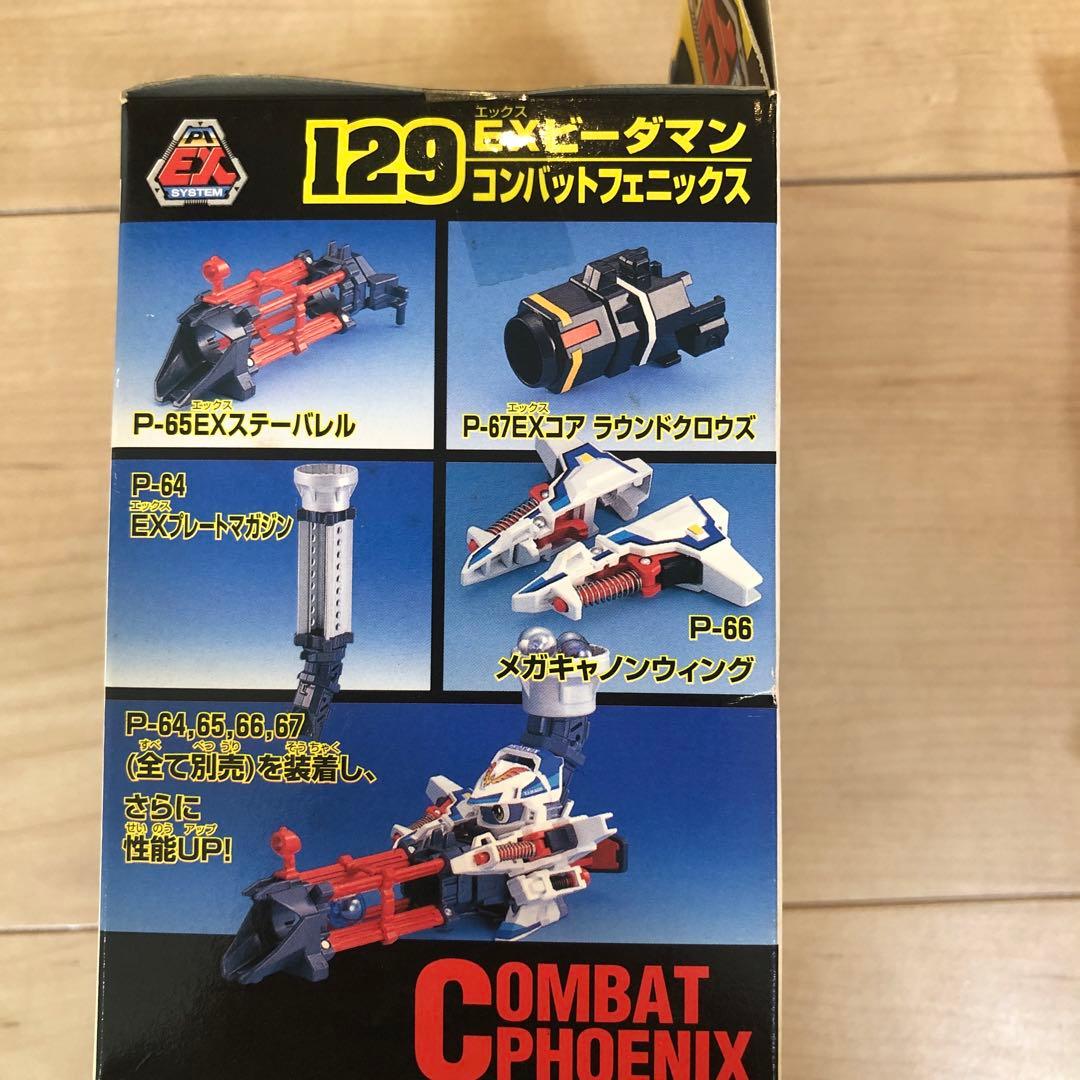 PI
EX
SYSTEM
129
エックス
EXビーダマン
コンバットフェニックス
エックス
P-65EXステーバレル
エックス
P-67EXコア ラウンドクロウズ
P-64
エックス
EXプレートマガジン
P-66
メガキャノンウィング
P-64,65,66,67
すべ べつ うり そうちゃく
(全て別売)を装着し、
さらに
せい のう アップ
性能UP!
COMBAT
PHOENIX